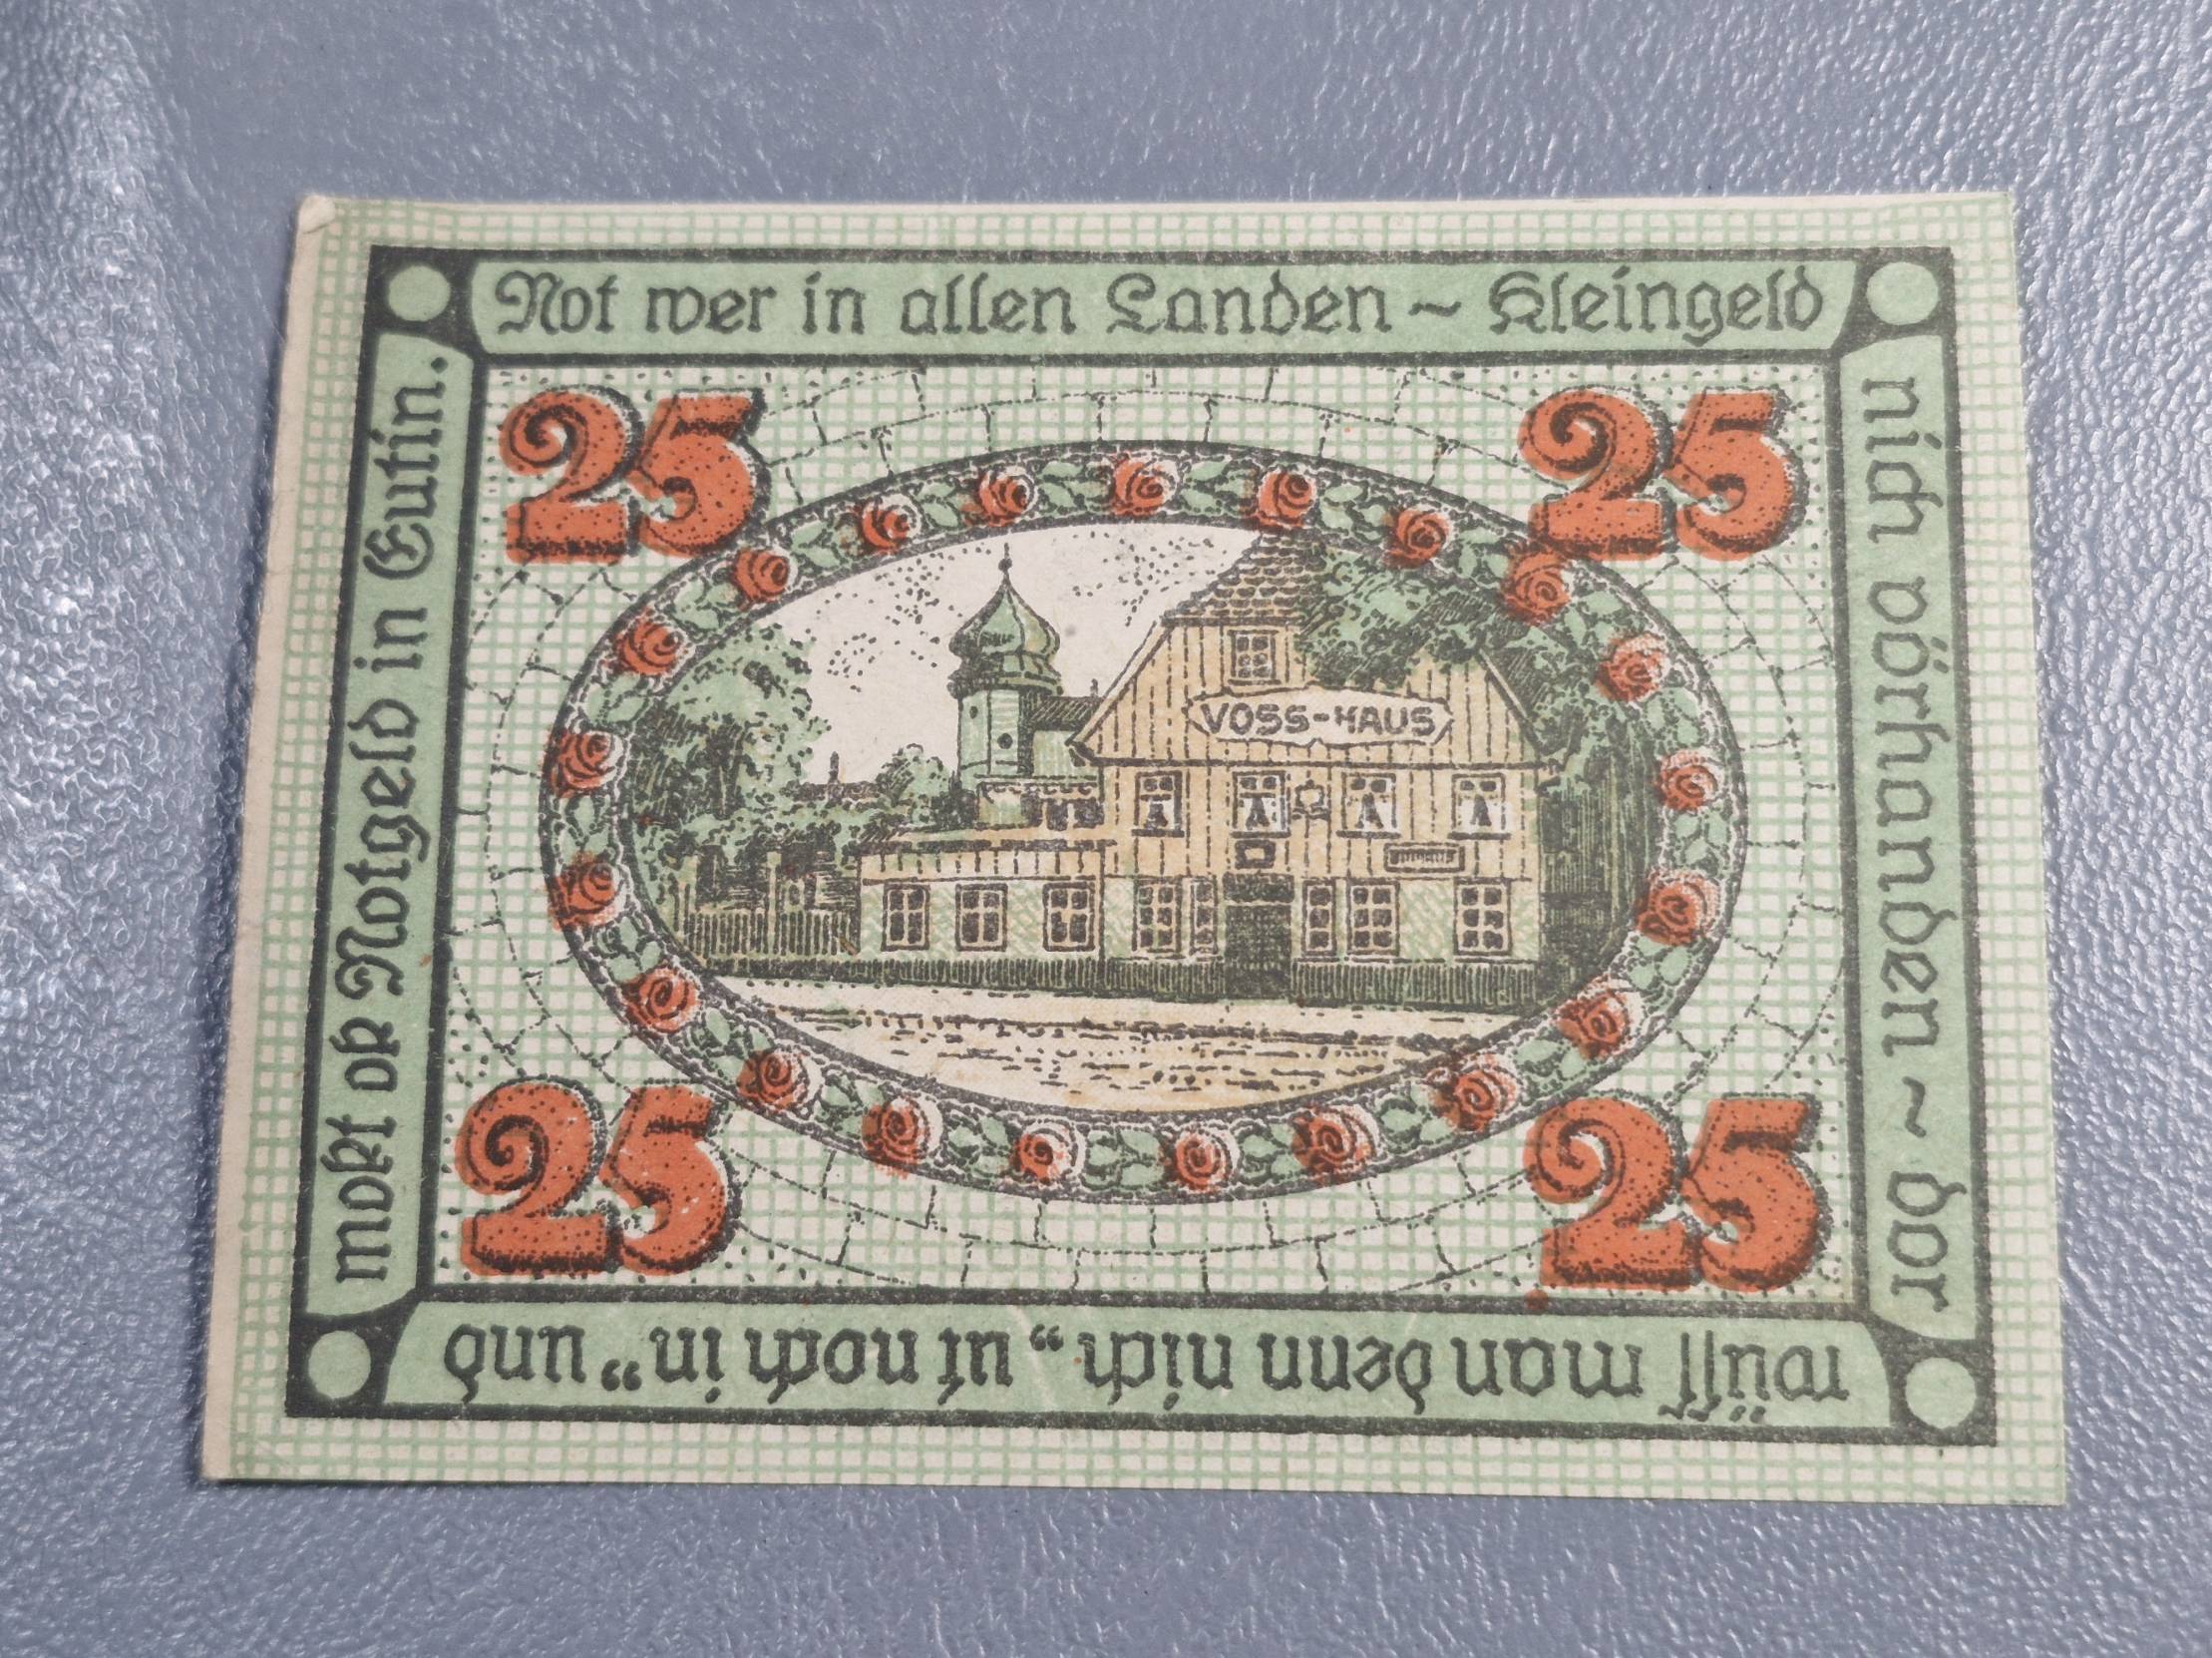 Not wer in allen Landen ~ Kleingeld
nich vörhanden ~ dor
wüſſ man denn nich „ut noch in“ und
mokt ok Notgeld in Eutin.
25
25
VOSS-HAUS
25
25